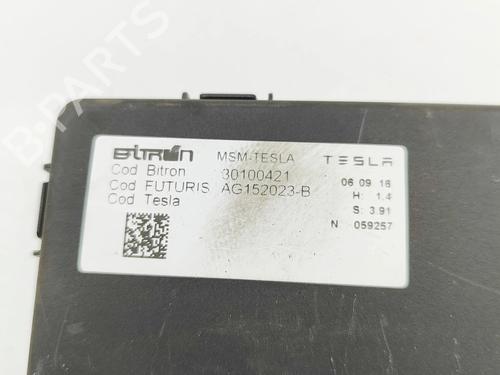 B-PARTS
BITRON MSM-TESLA TESLA
Cod Bitron 30100421 06 09 16
Cod FUTURIS AG152023-B H: 1.4
Cod Tesla S: 3.91
N 059257